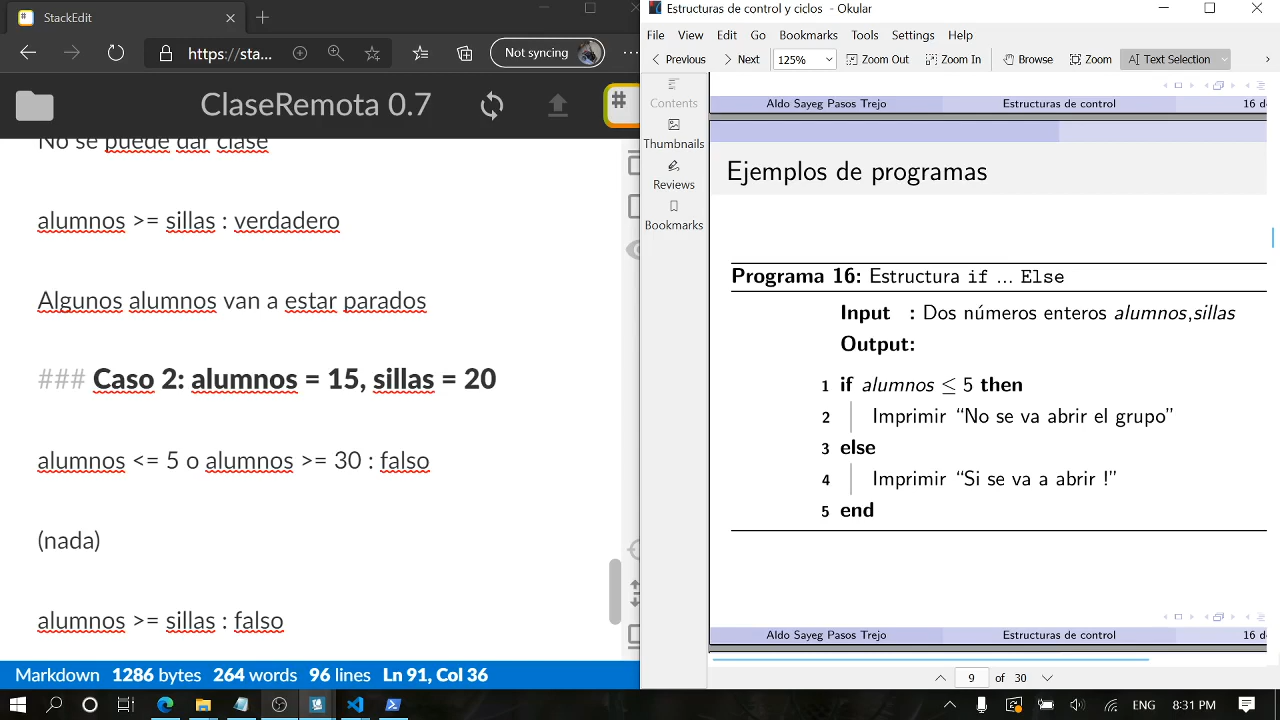 StackEdit
https://sta...
Not syncing
ClaseRemota 0.7
No se puede dar clase
alumnos >= sillas : verdadero
Algunos alumnos van a estar parados
### Caso 2: alumnos = 15, sillas = 20
alumnos <= 5 o alumnos >= 30 : falso
(nada)
alumnos >= sillas : falso
Markdown 1286 bytes 264 words 96 lines Ln 91, Col 36
Estructuras de control y ciclos - Okular
File View Edit Go Bookmarks Tools Settings Help
Previous Next 125% Zoom Out Zoom In Browse Zoom Text Selection
Contents
Thumbnails
Reviews
Bookmarks
Aldo Sayeg Pasos Trejo Estructuras de control 16 d
Ejemplos de programas
Programa 16: Estructura if ... Else
Input : Dos números enteros alumnos,sillas
Output:
1 if alumnos ≤ 5 then
2 Imprimir “No se va abrir el grupo”
3 else
4 Imprimir “Si se va a abrir !”
5 end
Aldo Sayeg Pasos Trejo Estructuras de control 16 d
9 of 30
ENG 8:31 PM